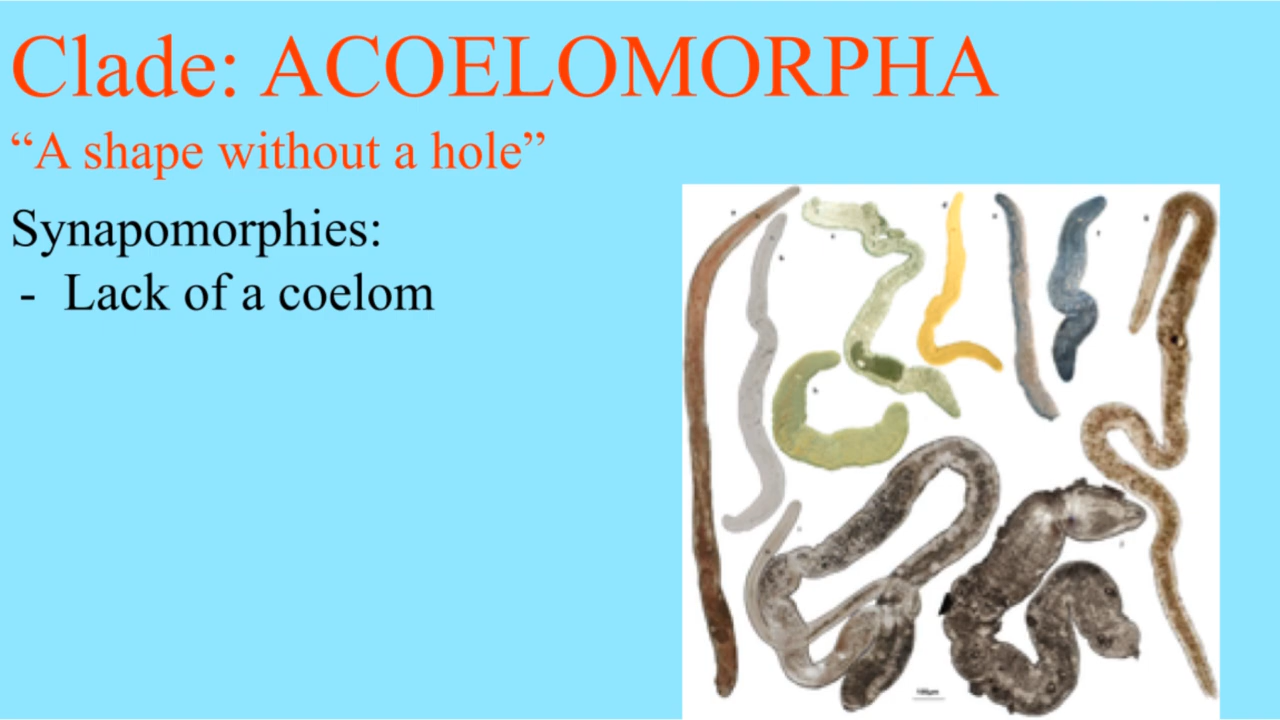 Clade: ACOELOMORPHA
“A shape without a hole”
Synapomorphies:
- Lack of a coelom